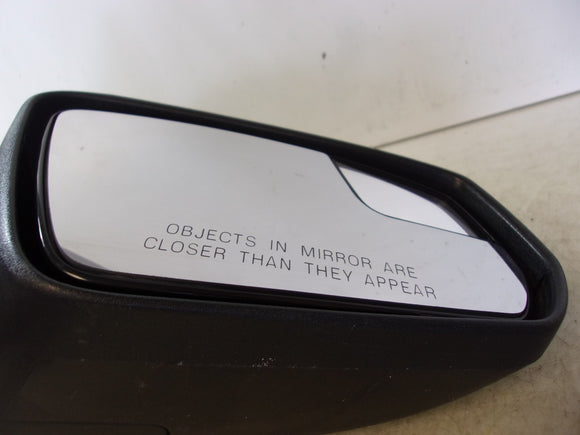 OBJECTS IN MIRROR ARE
CLOSER THAN THEY APPEAR